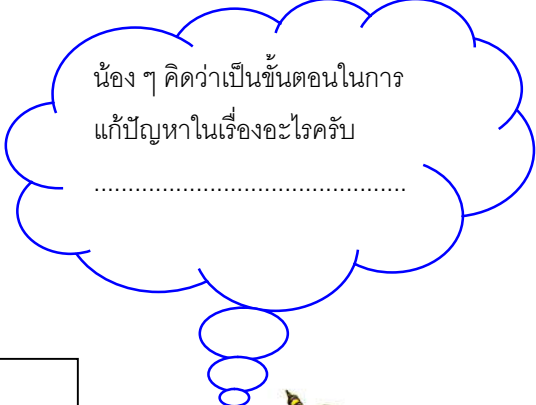 น้อง ๆ คิดว่าเป็นขั้นตอนในการ
แก้ปัญหาในเรื่องอะไรครับ
..............................................